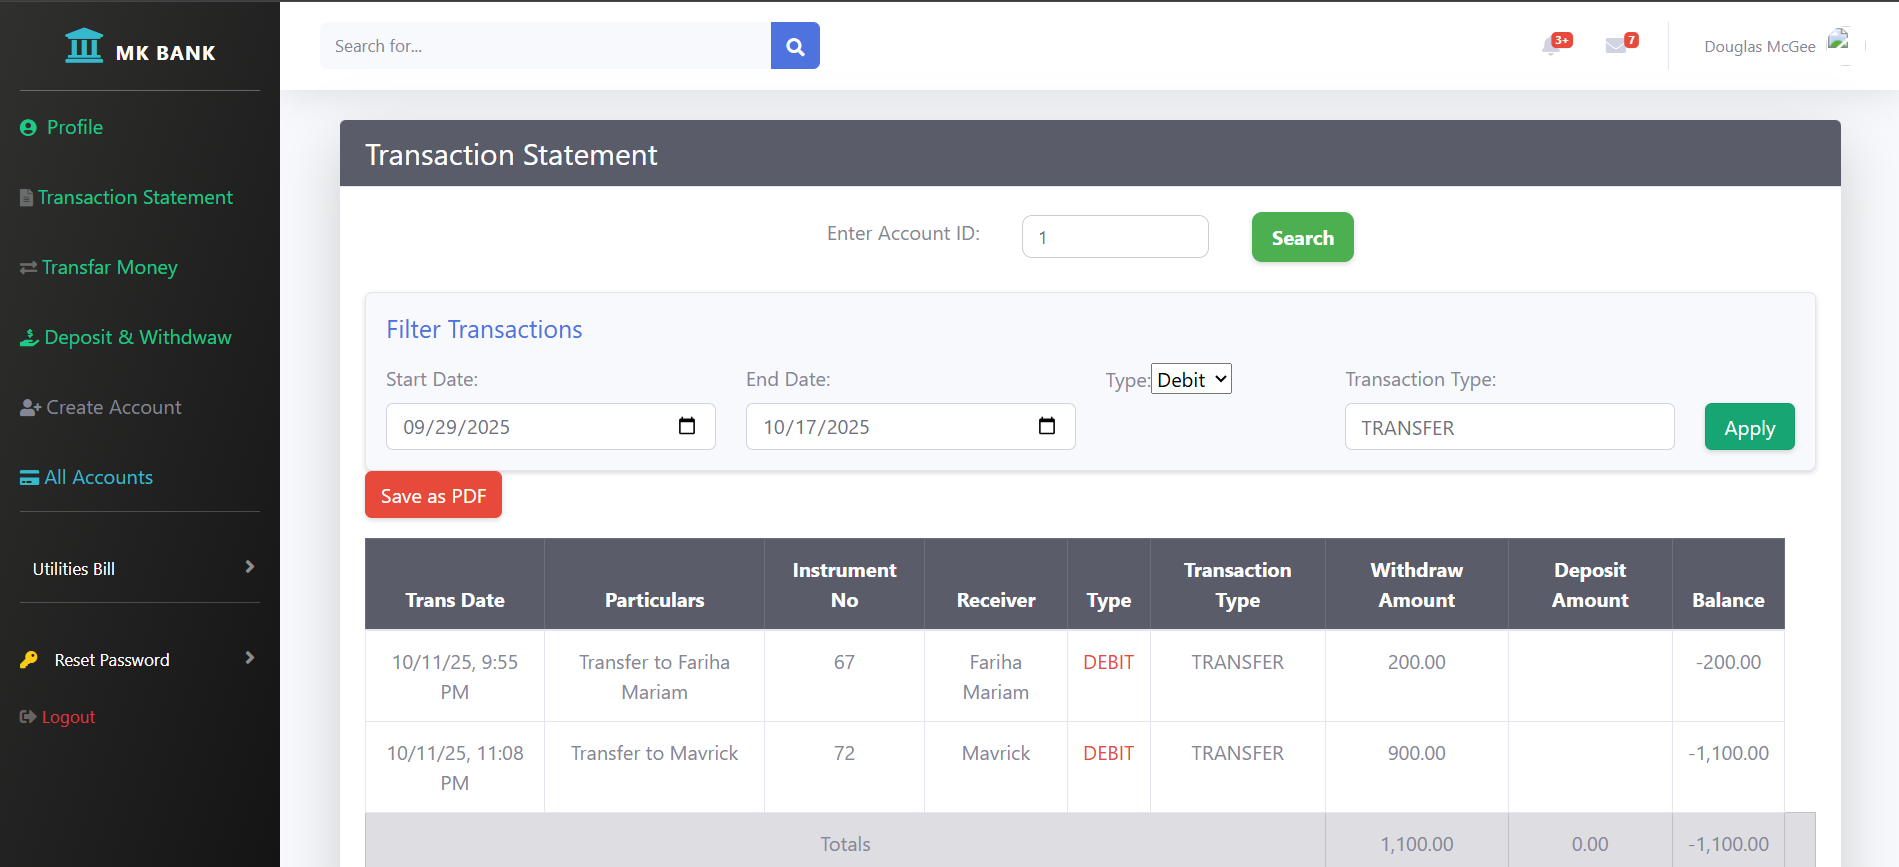 MK BANK
Profile
Transaction Statement
Transfar Money
Deposit & Withdwaw
Create Account
All Accounts
Utilities Bill
Reset Password
Logout
Search for...
3+
7
Douglas McGee
Transaction Statement
Enter Account ID:
1
Search
Filter Transactions
Start Date:
End Date:
Type: Debit
Transaction Type:
09/29/2025
10/17/2025
TRANSFER
Apply
Save as PDF
Trans Date
Particulars
Instrument
No
Receiver
Type
Transaction
Type
Withdraw
Amount
Deposit
Amount
Balance
10/11/25, 9:55
PM
Transfer to Fariha
Mariam
67
Fariha
Mariam
DEBIT
TRANSFER
200.00
-200.00
10/11/25, 11:08
PM
Transfer to Mavrick
72
Mavrick
DEBIT
TRANSFER
900.00
-1,100.00
Totals
1,100.00
0.00
-1,100.00